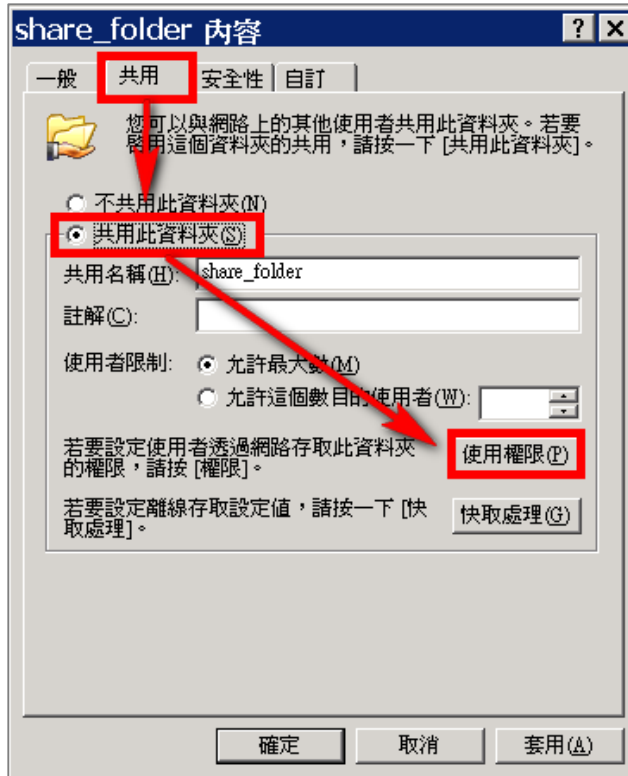 share_folder 內容
一般 共用 安全性 自訂
您可以與網路上的其他使用者共用此資料夾。若要
啟用這個資料夾的共用，請按一下 [共用此資料夾]。
不共用此資料夾(N)
共用此資料夾(S)
共用名稱(H): share_folder
註解(C):
使用者限制: 允許最大數(M)
允許這個數目的使用者(W):
若要設定使用者透過網路存取此資料夾
的權限，請按 [權限]。
使用權限(P)
若要設定離線存取設定值，請按一下 [快
取處理]。
快取處理(G)
確定 取消 套用(A)